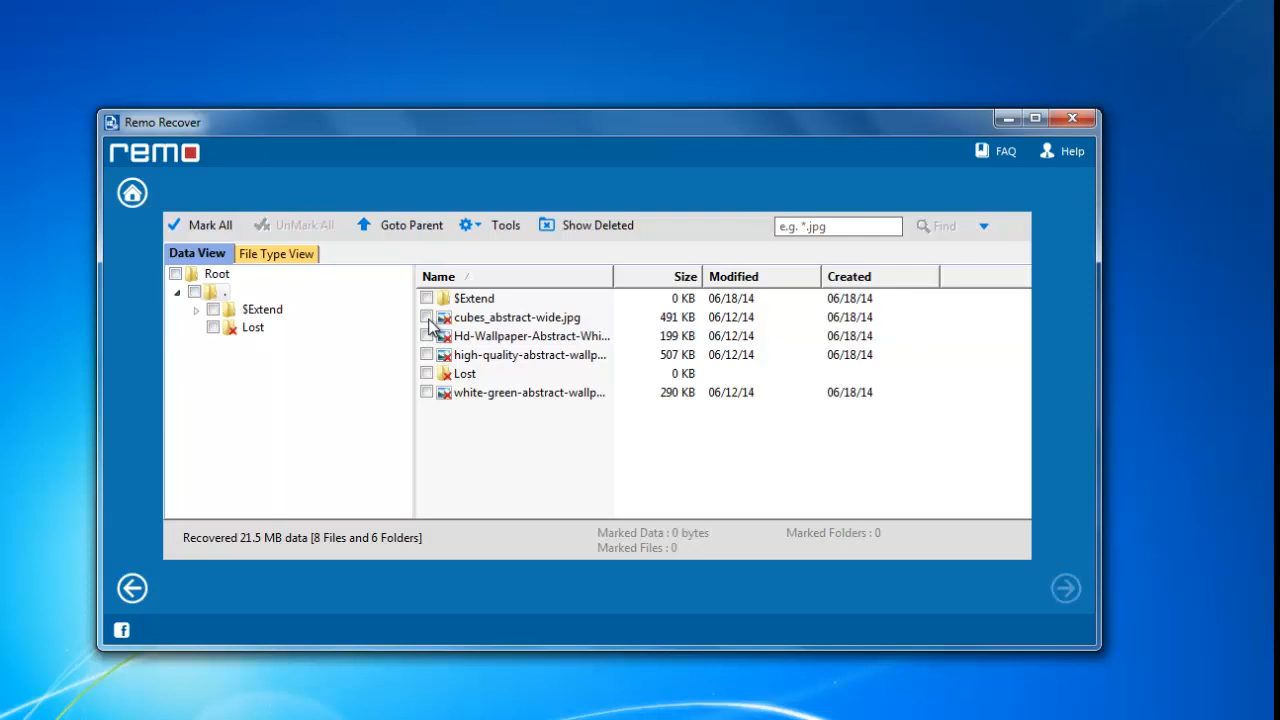 Remo Recover
remo
FAQ Help
Mark All UnMark All Goto Parent Tools Show Deleted e.g. *.jpg Find
Data View File Type View
Root
.
$Extend
Lost
Name Size Modified Created
$Extend 0 KB 06/18/14 06/18/14
cubes_abstract-wide.jpg 491 KB 06/12/14 06/18/14
Hd-Wallpaper-Abstract-Whi... 199 KB 06/12/14 06/18/14
high-quality-abstract-wallp... 507 KB 06/12/14 06/18/14
Lost 0 KB
white-green-abstract-wallp... 290 KB 06/12/14 06/18/14
Recovered 21.5 MB data [8 Files and 6 Folders]
Marked Data : 0 bytes Marked Folders : 0
Marked Files : 0
f